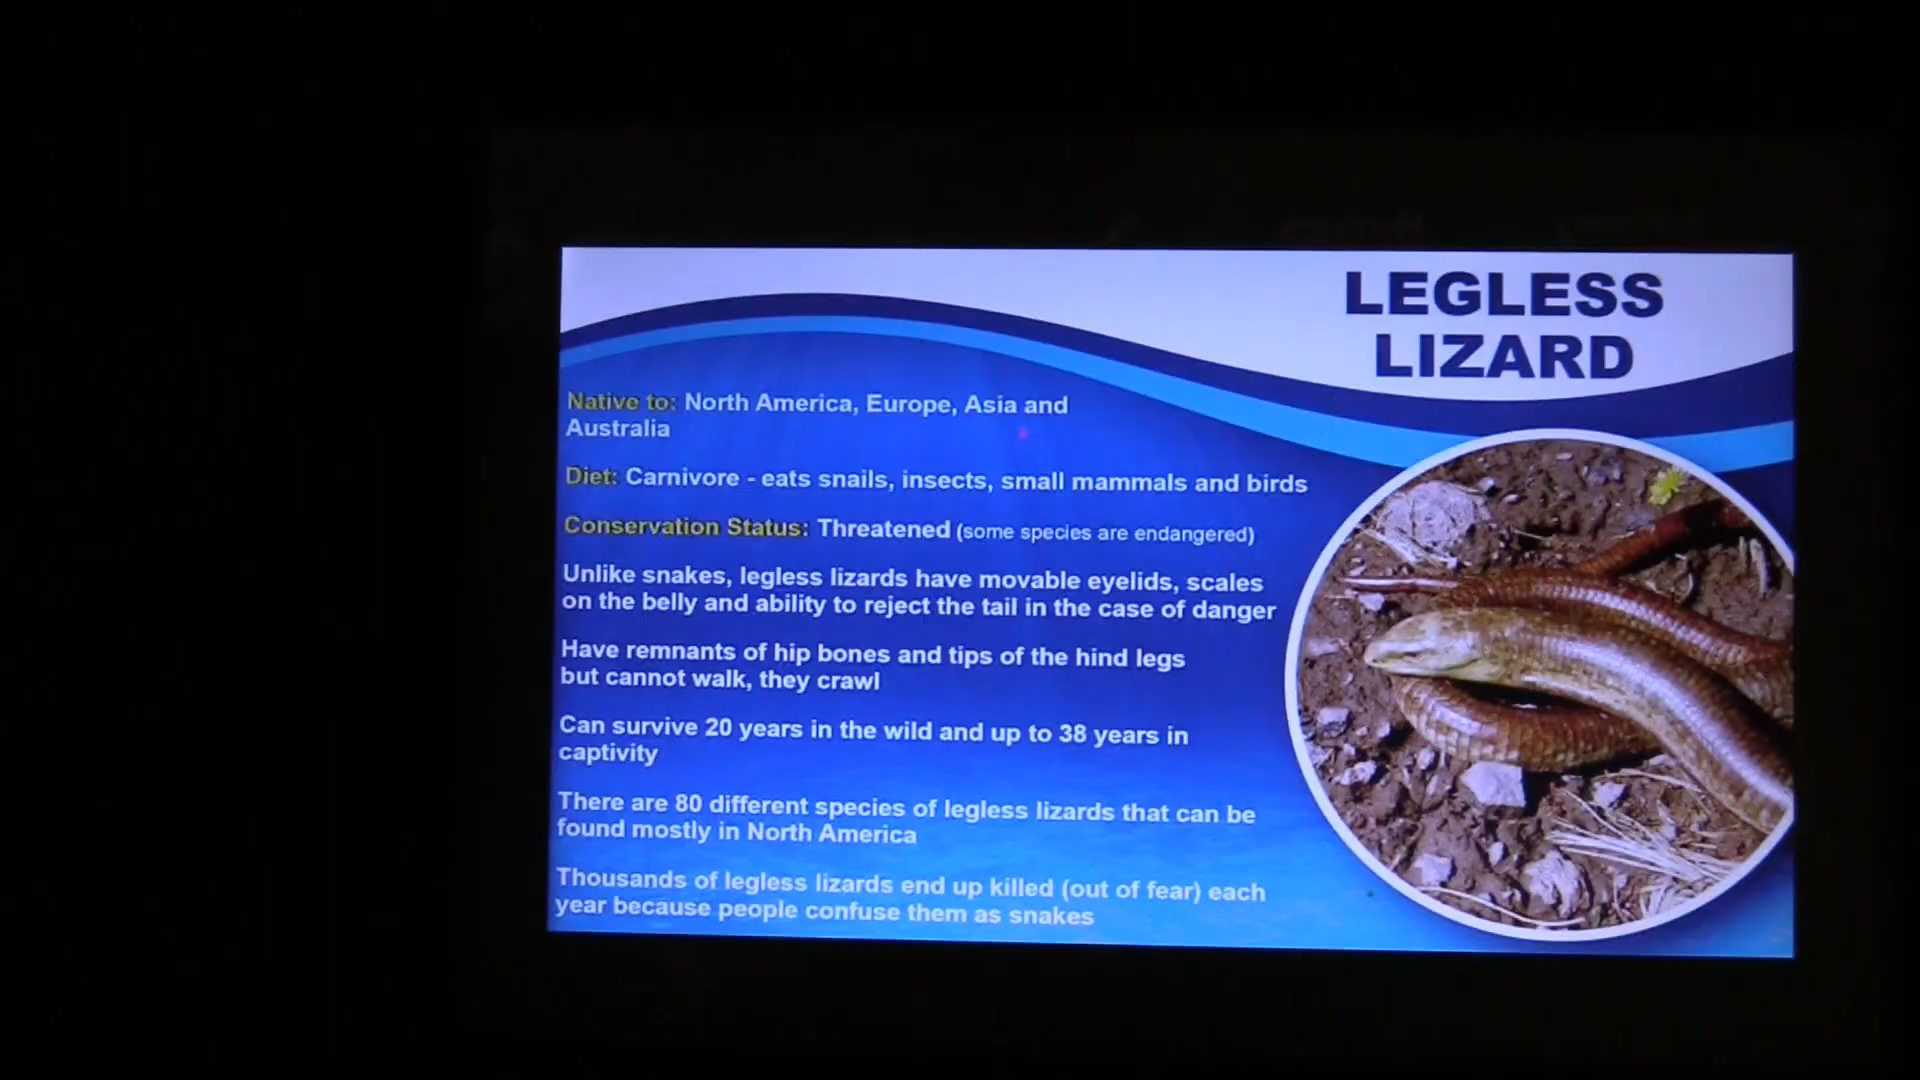 LEGLESS
LIZARD
Native to: North America, Europe, Asia and
Australia
Diet: Carnivore - eats snails, insects, small mammals and birds
Conservation Status: Threatened (some species are endangered)
Unlike snakes, legless lizards have movable eyelids, scales
on the belly and ability to reject the tail in the case of danger
Have remnants of hip bones and tips of the hind legs
but cannot walk, they crawl
Can survive 20 years in the wild and up to 38 years in
captivity
There are 80 different species of legless lizards that can be
found mostly in North America
Thousands of legless lizards end up killed (out of fear) each
year because people confuse them as snakes